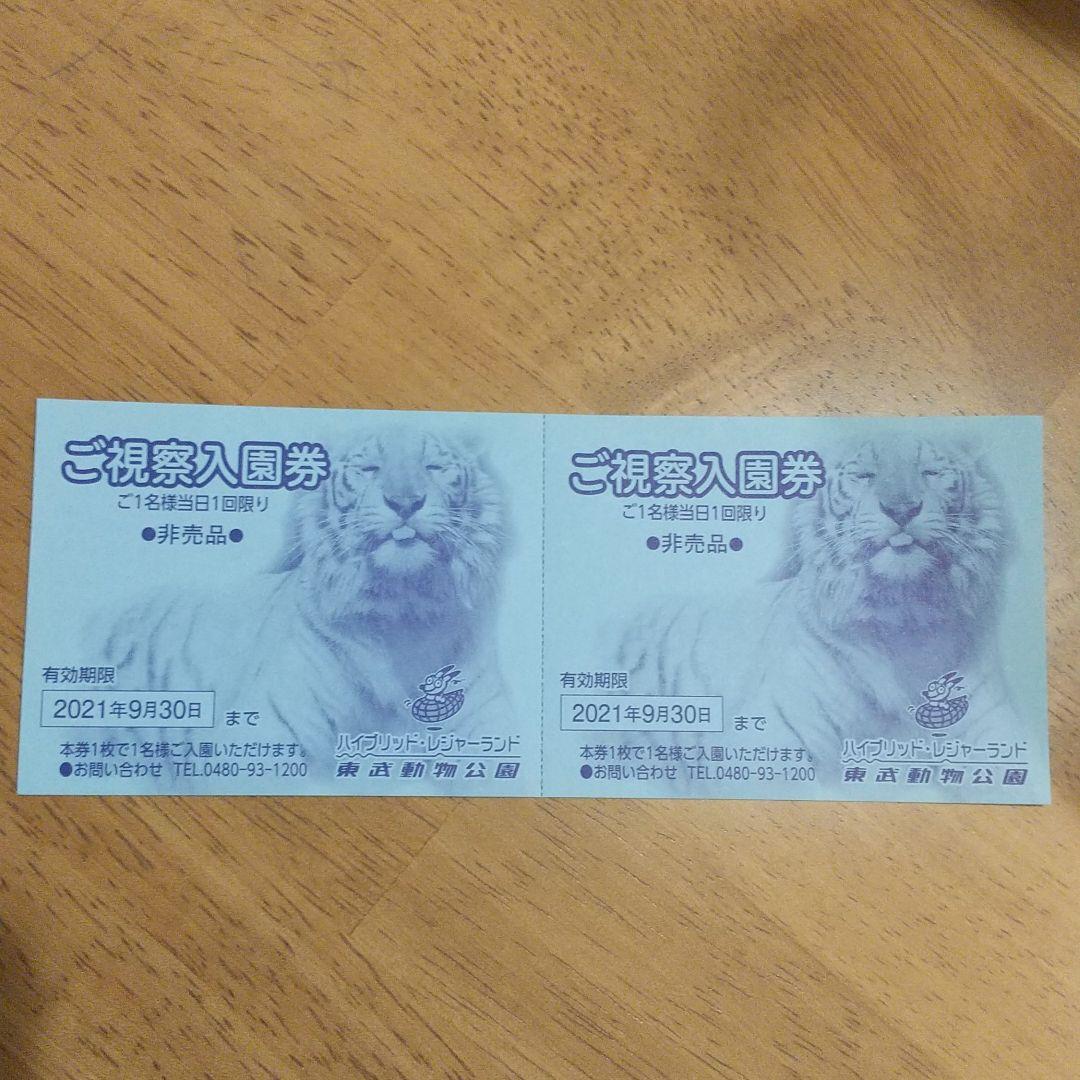 ご視察入園券
ご1名様当日1回限り
●非売品●
有効期限
2021年9月30日 まで
本券1枚で1名様ご入園いただけます。
●お問い合わせ TEL.0480-93-1200
ハイブリッド・レジャーランド
東武動物公園
ご視察入園券
ご1名様当日1回限り
●非売品●
有効期限
2021年9月30日 まで
本券1枚で1名様ご入園いただけます。
●お問い合わせ TEL.0480-93-1200
ハイブリッド・レジャーランド
東武動物公園